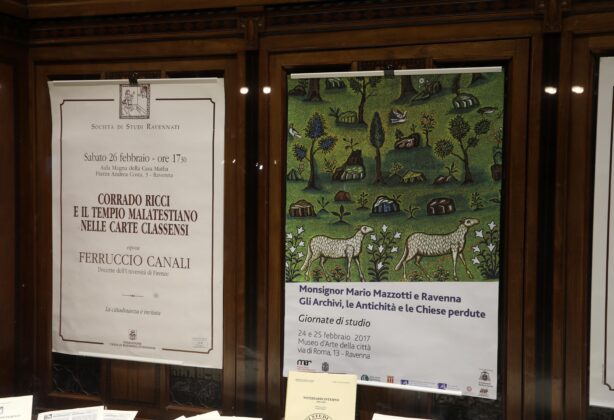 SOCIETÀ DI STUDI RAVENNATI
Sabato 26 febbraio - ore 17,30
Aula Magna della Casa Matha
Piazza Andrea Costa, 3 - Ravenna
CORRADO RICCI
E IL TEMPIO MALATESTIANO
NELLE CARTE CLASSENSI
espone
FERRUCCIO CANALI
Docente dell'Università di Firenze
La cittadinanza è invitata
Monsignor Mario Mazzotti e Ravenna
Gli Archivi, le Antichità e le Chiese perdute
Giornate di studio
24 e 25 febbraio 2017
Museo d'Arte della città
via di Roma, 13 - Ravenna